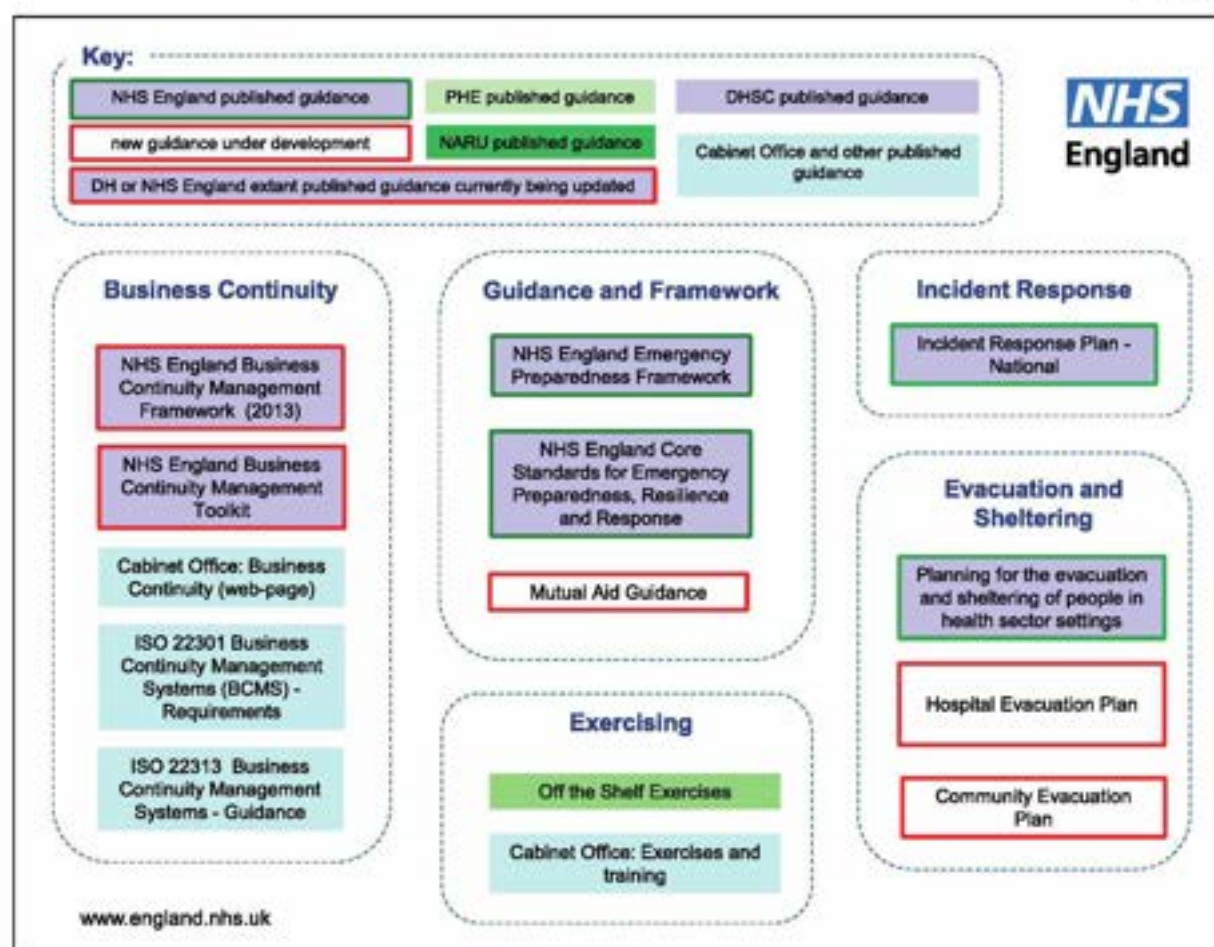 Key:
NHS England published guidance
PHE published guidance
DHSC published guidance
new guidance under development
NARU published guidance
Cabinet Office and other published
guidance
DH or NHS England extant published guidance currently being updated
NHS
England
Business Continuity
NHS England Business
Continuity Management
Framework (2013)
NHS England Business
Continuity Management
Toolkit
Cabinet Office: Business
Continuity (web-page)
ISO 22301 Business
Continuity Management
Systems (BCMS) -
Requirements
ISO 22313 Business
Continuity Management
Systems - Guidance
Guidance and Framework
NHS England Emergency
Preparedness Framework
NHS England Core
Standards for Emergency
Preparedness, Resilience
and Response
Mutual Aid Guidance
Exercising
Off the Shelf Exercises
Cabinet Office: Exercises and
training
Incident Response
Incident Response Plan -
National
Evacuation and
Sheltering
Planning for the evacuation
and sheltering of people in
health sector settings
Hospital Evacuation Plan
Community Evacuation
Plan
www.england.nhs.uk